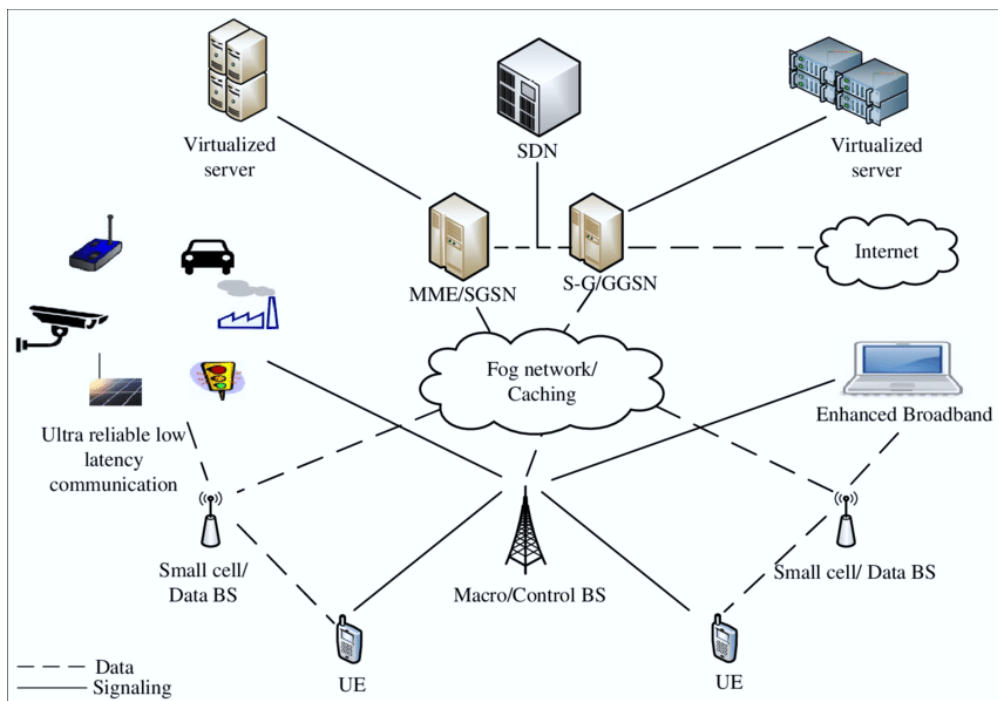 Virtualized
server
SDN
Virtualized
server
MME/SGSN
S-G/GGSN
Internet
Fog network/
Caching
Ultra reliable low
latency
communication
Enhanced Broadband
Small cell/
Data BS
Macro/Control BS
Small cell/ Data BS
UE
UE
Data
Signaling